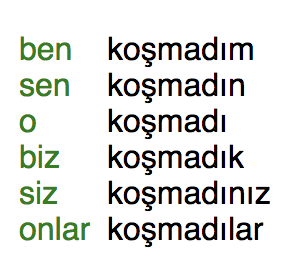 ben koşmadım
sen koşmadın
o koşmadı
biz koşmadık
siz koşmadınız
onlar koşmadılar